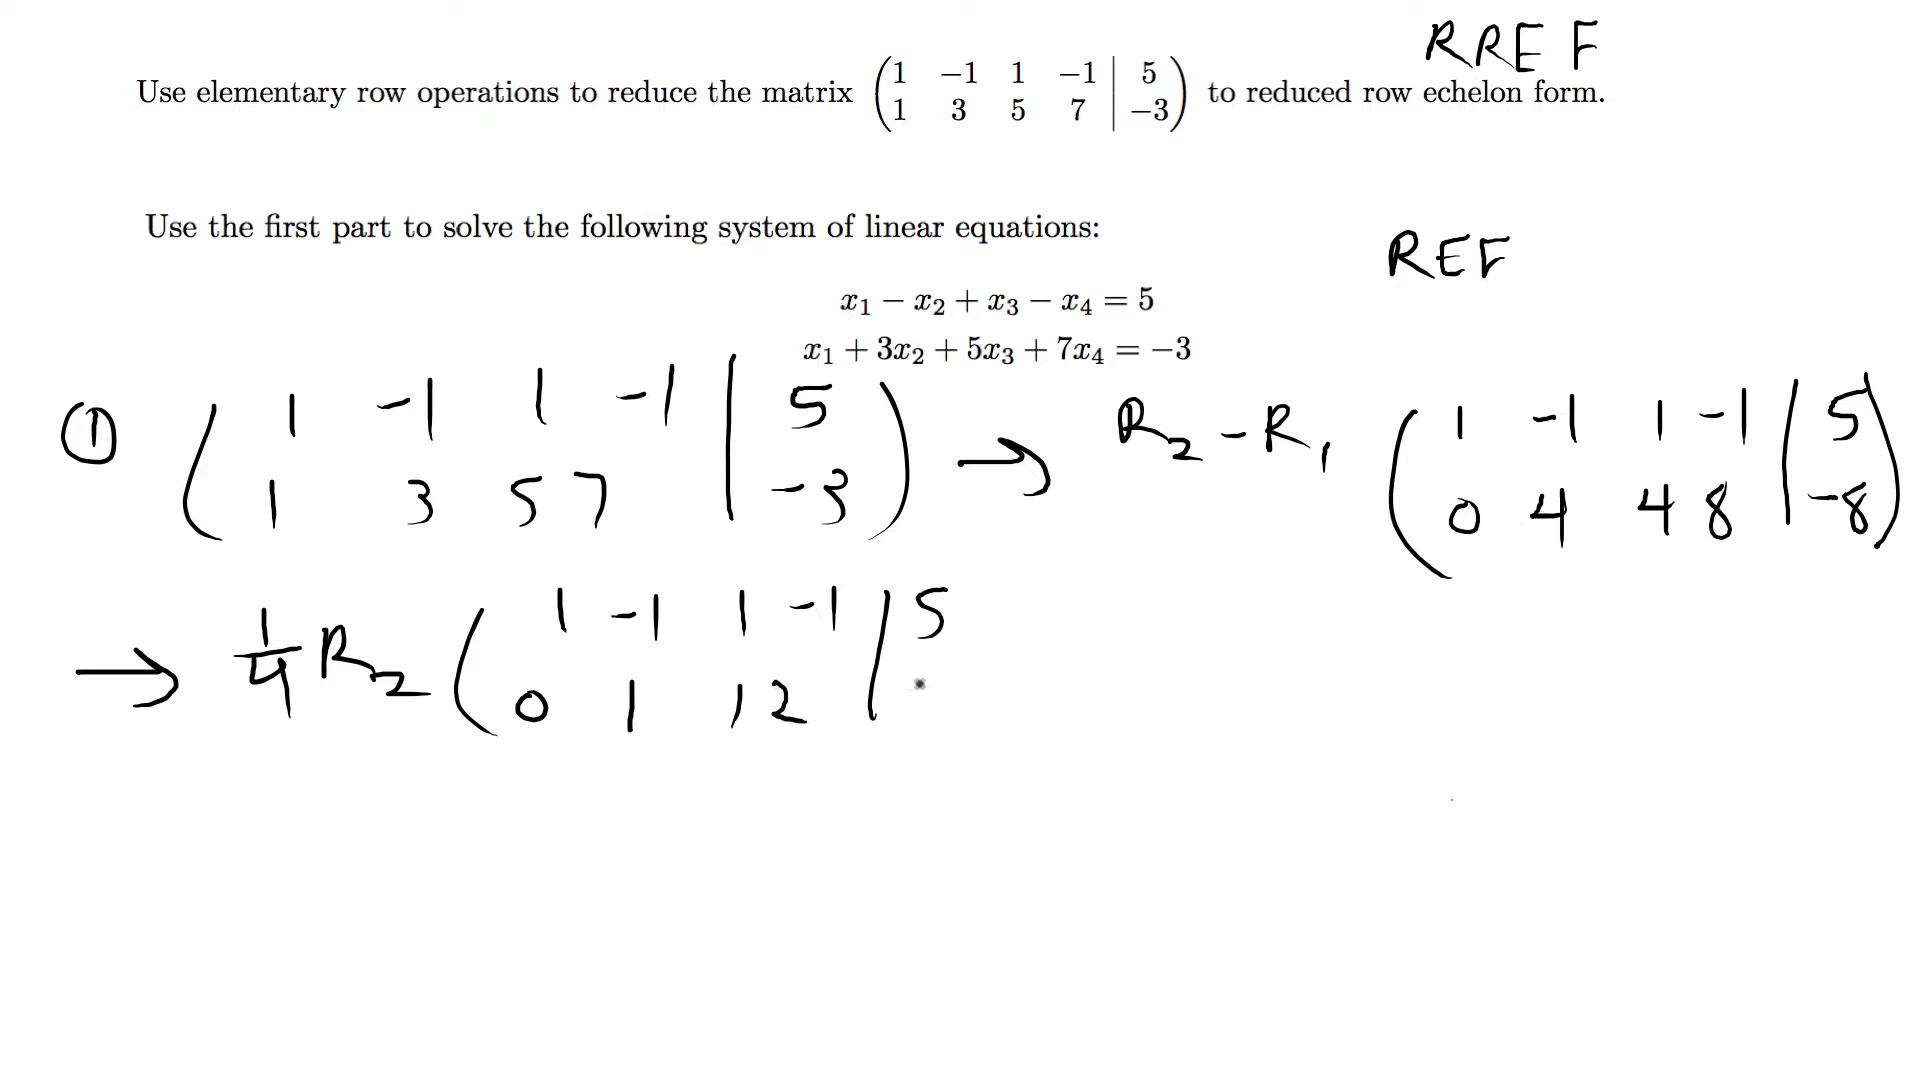 RREF
Use elementary row operations to reduce the matrix (1 −1 1 −1 | 5
1 3 5 7 | −3) to reduced row echelon form.
Use the first part to solve the following system of linear equations:
REF
x₁ − x₂ + x₃ − x₄ = 5
x₁ + 3x₂ + 5x₃ + 7x₄ = −3
① ( 1 -1 1 -1 | 5 ) → R₂ - R₁ ( 1 -1 1 -1 | 5 )
( 1 3 5 7 | -3 ) ( 0 4 4 8 | -8 )
→ 1/4 R₂ ( 1 -1 1 -1 | 5
0 1 1 2 |